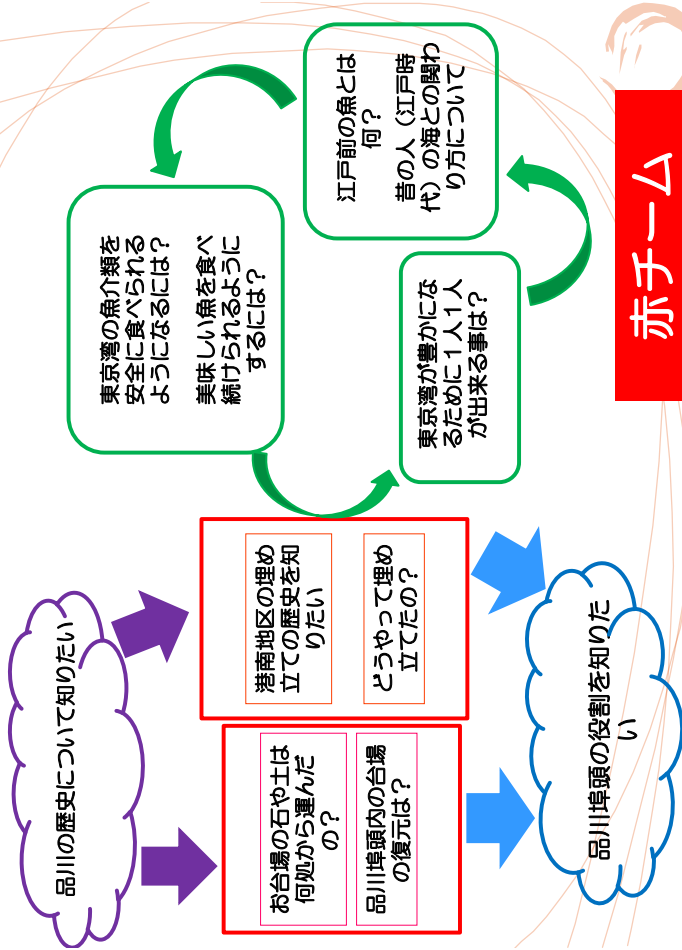 品川の歴史について知りたい
お台場の石や土は
何処から運んだ
の？
品川埠頭内の台場
の復元は？
港南地区の埋め
立ての歴史を知
りたい
どうやって埋め
立てたの？
東京湾の魚介類を
安全に食べられる
ようになるには？
美味しい魚を食べ
続けられるように
するには？
江戸前の魚とは
何？
昔の人（江戸時
代）の海との関わ
り方について
東京湾が豊かにな
るために１人１人
が出来る事は？
品川埠頭の役割を知りた
い
赤チーム